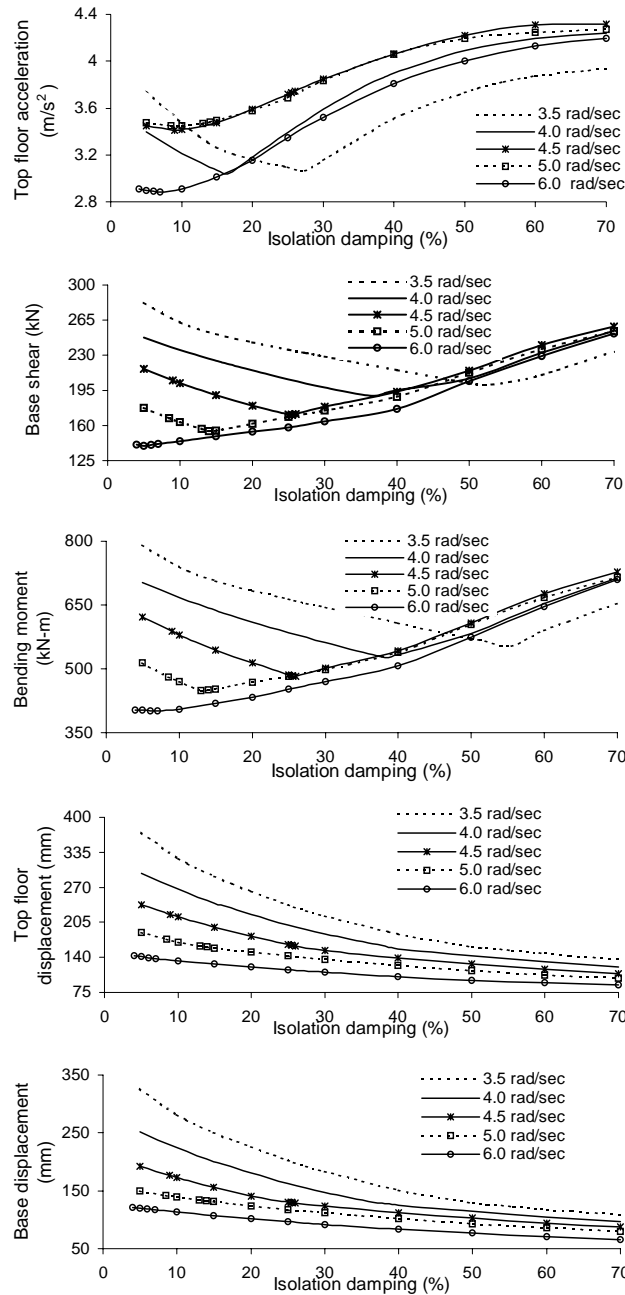 Top floor acceleration
(m/s²)
4.4
4
3.6
3.2
2.8
0 10 20 30 40 50 60 70
Isolation damping (%)
3.5 rad/sec
4.0 rad/sec
4.5 rad/sec
5.0 rad/sec
6.0 rad/sec
Base shear (kN)
300
265
230
195
160
125
0 10 20 30 40 50 60 70
Isolation damping (%)
3.5 rad/sec
4.0 rad/sec
4.5 rad/sec
5.0 rad/sec
6.0 rad/sec
Bending moment
(kN-m)
800
650
500
350
0 10 20 30 40 50 60 70
Isolation damping (%)
3.5 rad/sec
4.0 rad/sec
4.5 rad/sec
5.0 rad/sec
6.0 rad/sec
Top floor
displacement (mm)
400
335
270
205
140
75
0 10 20 30 40 50 60 70
Isolation damping (%)
3.5 rad/sec
4.0 rad/sec
4.5 rad/sec
5.0 rad/sec
6.0 rad/sec
Base displacement
(mm)
350
250
150
50
0 10 20 30 40 50 60 70
Isolation damping (%)
3.5 rad/sec
4.0 rad/sec
4.5 rad/sec
5.0 rad/sec
6.0 rad/sec